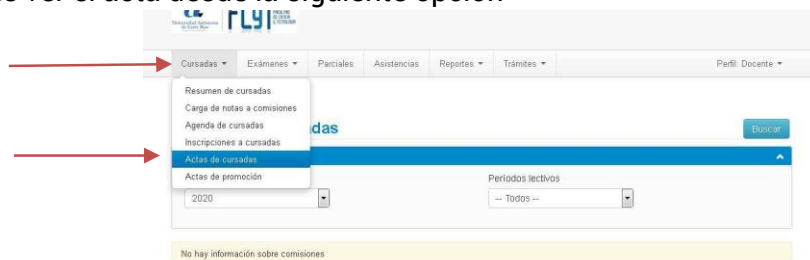 ver el acta desde la siguiente opción
FCyT
Cursadas Exámenes Parciales Asistencias Reportes Trámites Perfil: Docente
Resumen de cursadas
Carga de notas a comisiones
Agenda de cursadas
das Buscar
Inscripciones a cursadas
Actas de cursadas
Actas de promoción
Periodos lectivos
2020 -- Todos --
No hay información sobre comisiones